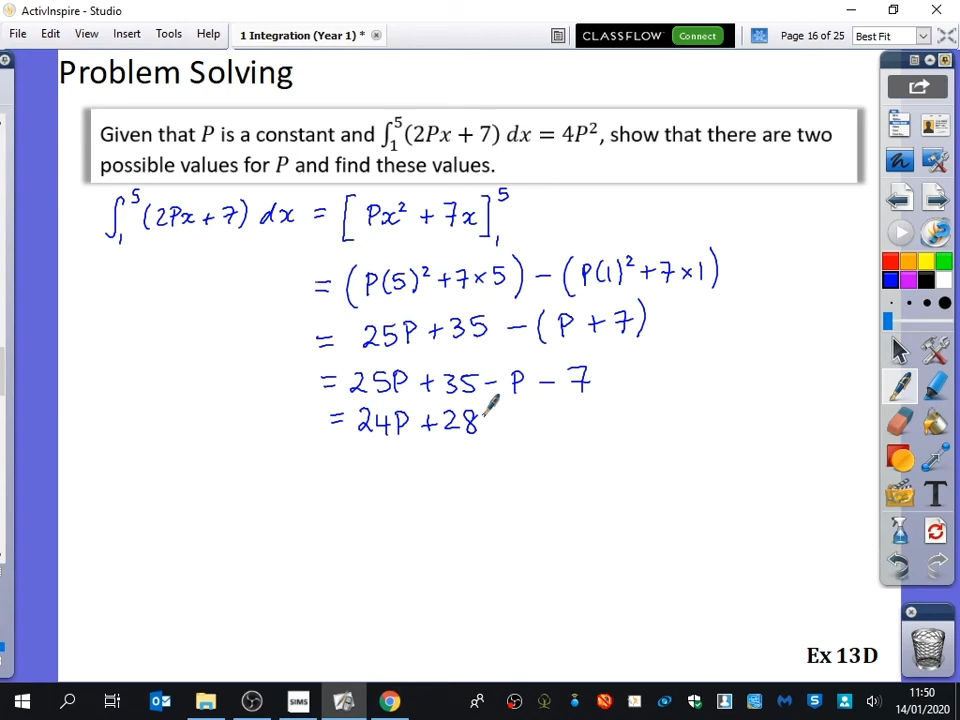 ActivInspire - Studio
File Edit View Insert Tools Help 1 Integration (Year 1) * CLASSFLOW Connect Page 16 of 25 Best Fit
Problem Solving
Given that P is a constant and ∫₁⁵ (2Px + 7) dx = 4P², show that there are two
possible values for P and find these values.
∫₁⁵ (2Px + 7) dx = [Px² + 7x]₁⁵
= (P(5)² + 7×5) − (P(1)² + 7×1)
= 25P + 35 − (P + 7)
= 25P + 35 − P − 7
= 24P + 28
Ex 13D
SIMS
11:50
14/01/2020